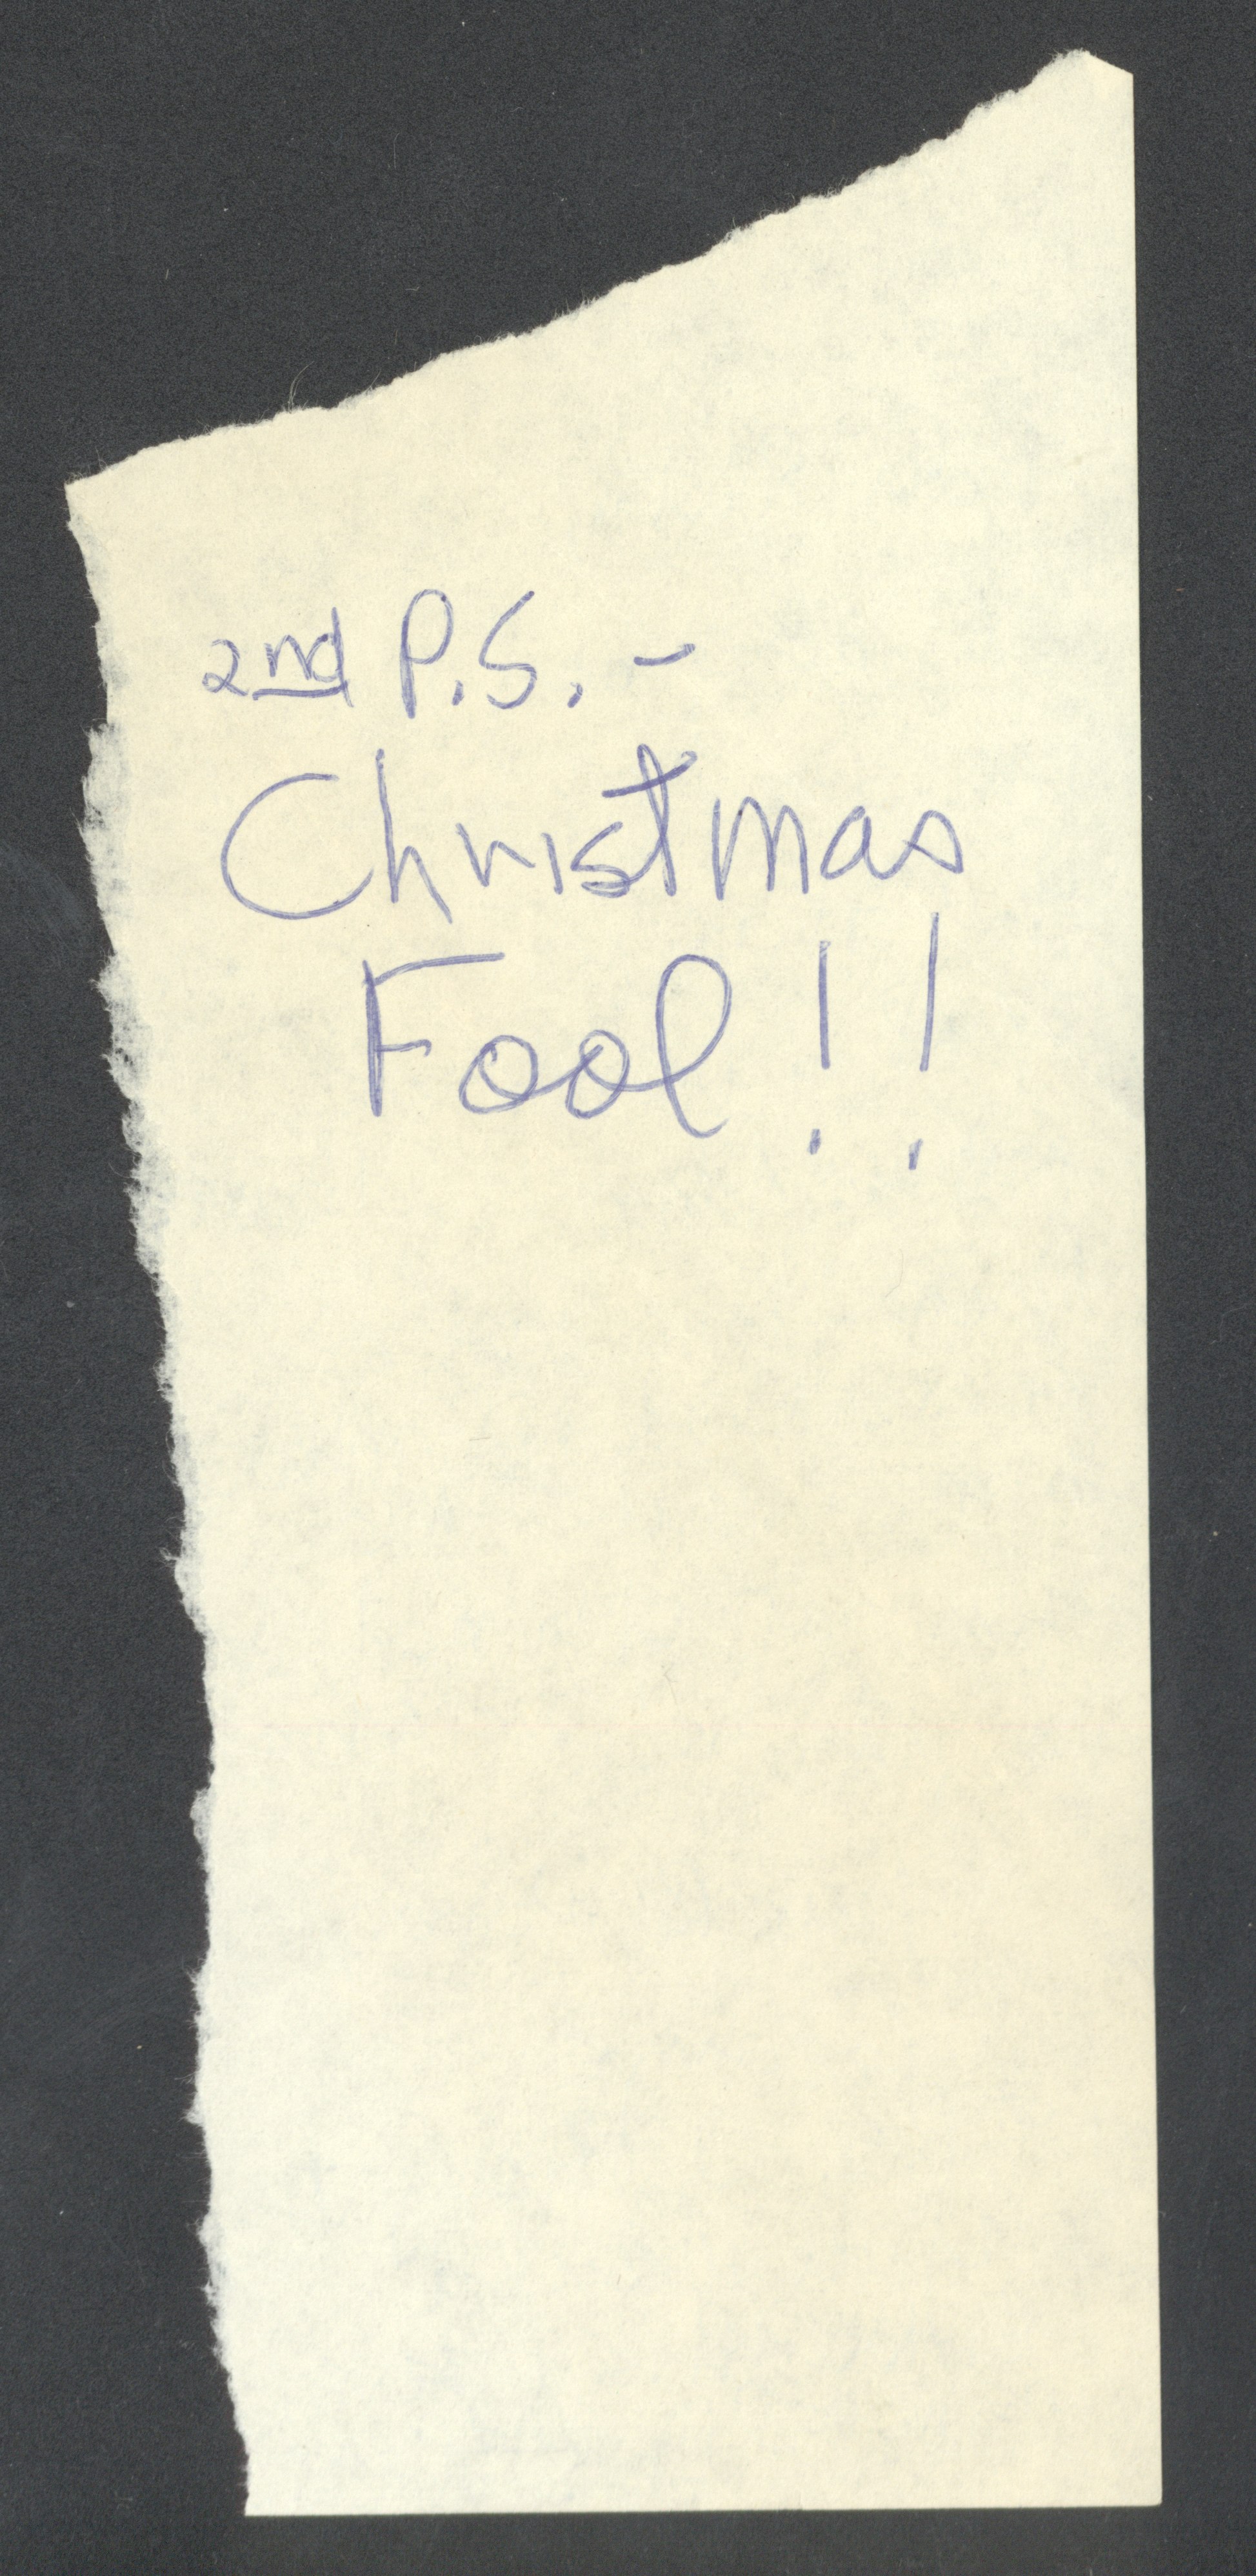 2nd P.S. -
Christmas
Fool!!